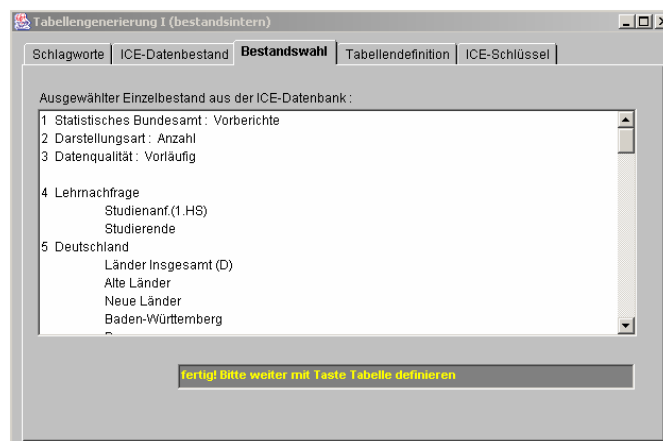 Tabellengenerierung I (bestandsintern)
Schlagworte ICE-Datenbestand Bestandswahl Tabellendefinition ICE-Schlüssel
Ausgewählter Einzelbestand aus der ICE-Datenbank :
1 Statistisches Bundesamt : Vorberichte
2 Darstellungsart : Anzahl
3 Datenqualität : Vorläufig
4 Lehrnachfrage
Studienanf.(1.HS)
Studierende
5 Deutschland
Länder Insgesamt (D)
Alte Länder
Neue Länder
Baden-Württemberg
fertig! Bitte weiter mit Taste Tabelle definieren